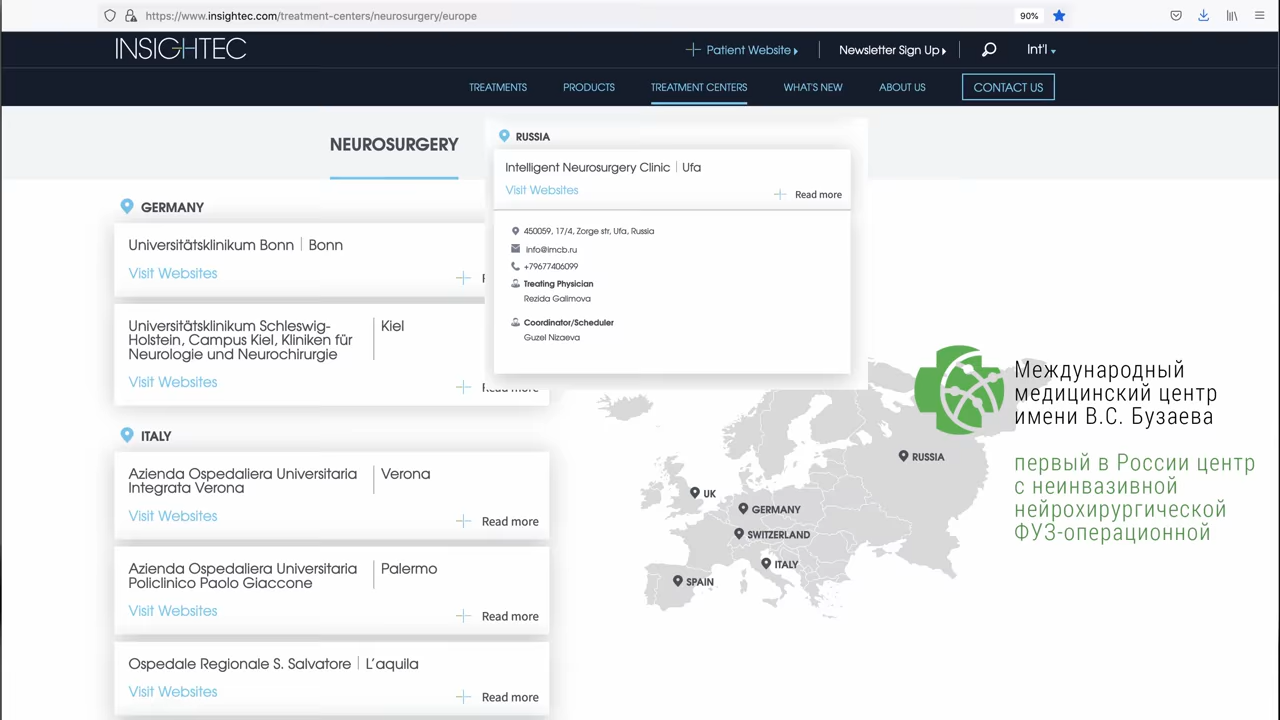 https://www.insightec.com/treatment-centers/neurosurgery/europe
90%
INSIGHTEC
Patient Website
Newsletter Sign Up
Int'l
TREATMENTS
PRODUCTS
TREATMENT CENTERS
WHAT'S NEW
ABOUT US
CONTACT US
NEUROSURGERY
GERMANY
Universitätsklinikum Bonn | Bonn
Visit Websites
Universitätsklinikum Schleswig-
Holstein, Campus Kiel, Kliniken für
Neurologie und Neurochirurgie
Kiel
Visit Websites
Read more
ITALY
Azienda Ospedaliera Universitaria
Integrata Verona
Verona
Visit Websites
Read more
Azienda Ospedaliera Universitaria
Policlinico Paolo Giaccone
Palermo
Visit Websites
Read more
Ospedale Regionale S. Salvatore | L'aquila
Visit Websites
Read more
RUSSIA
Intelligent Neurosurgery Clinic | Ufa
Visit Websites
Read more
450059, 17/4, Zorge str, Ufa, Russia
info@imcb.ru
+79677406099
Treating Physician
Rezida Galimova
Coordinator/Scheduler
Guzel Nizaeva
Международный
медицинский центр
имени В.С. Бузаева
первый в России центр
с неинвазивной
нейрохирургической
ФУЗ-операционной
RUSSIA
UK
GERMANY
SWITZERLAND
ITALY
SPAIN